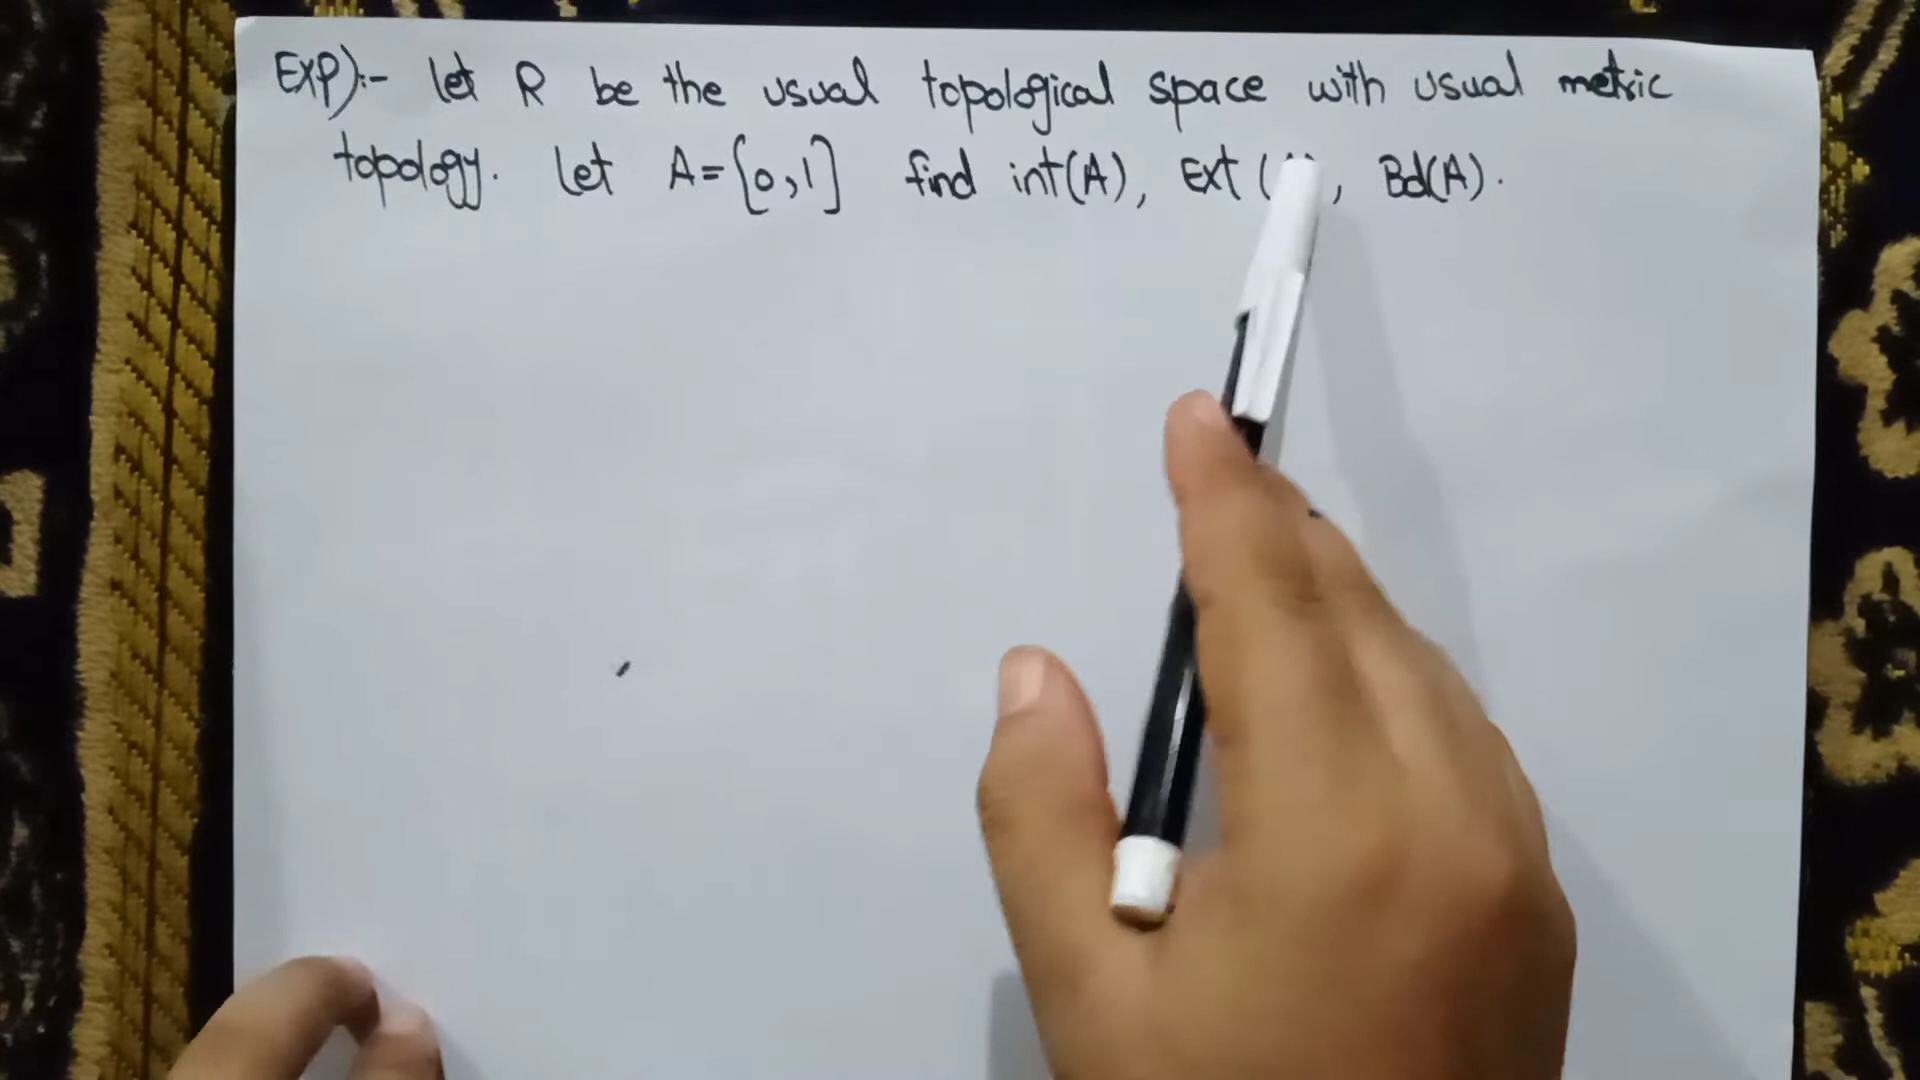 Exp):- let R be the usual topological space with usual metric
topology. Let A=[0,1] find int(A), Ext ( ), Bd(A).